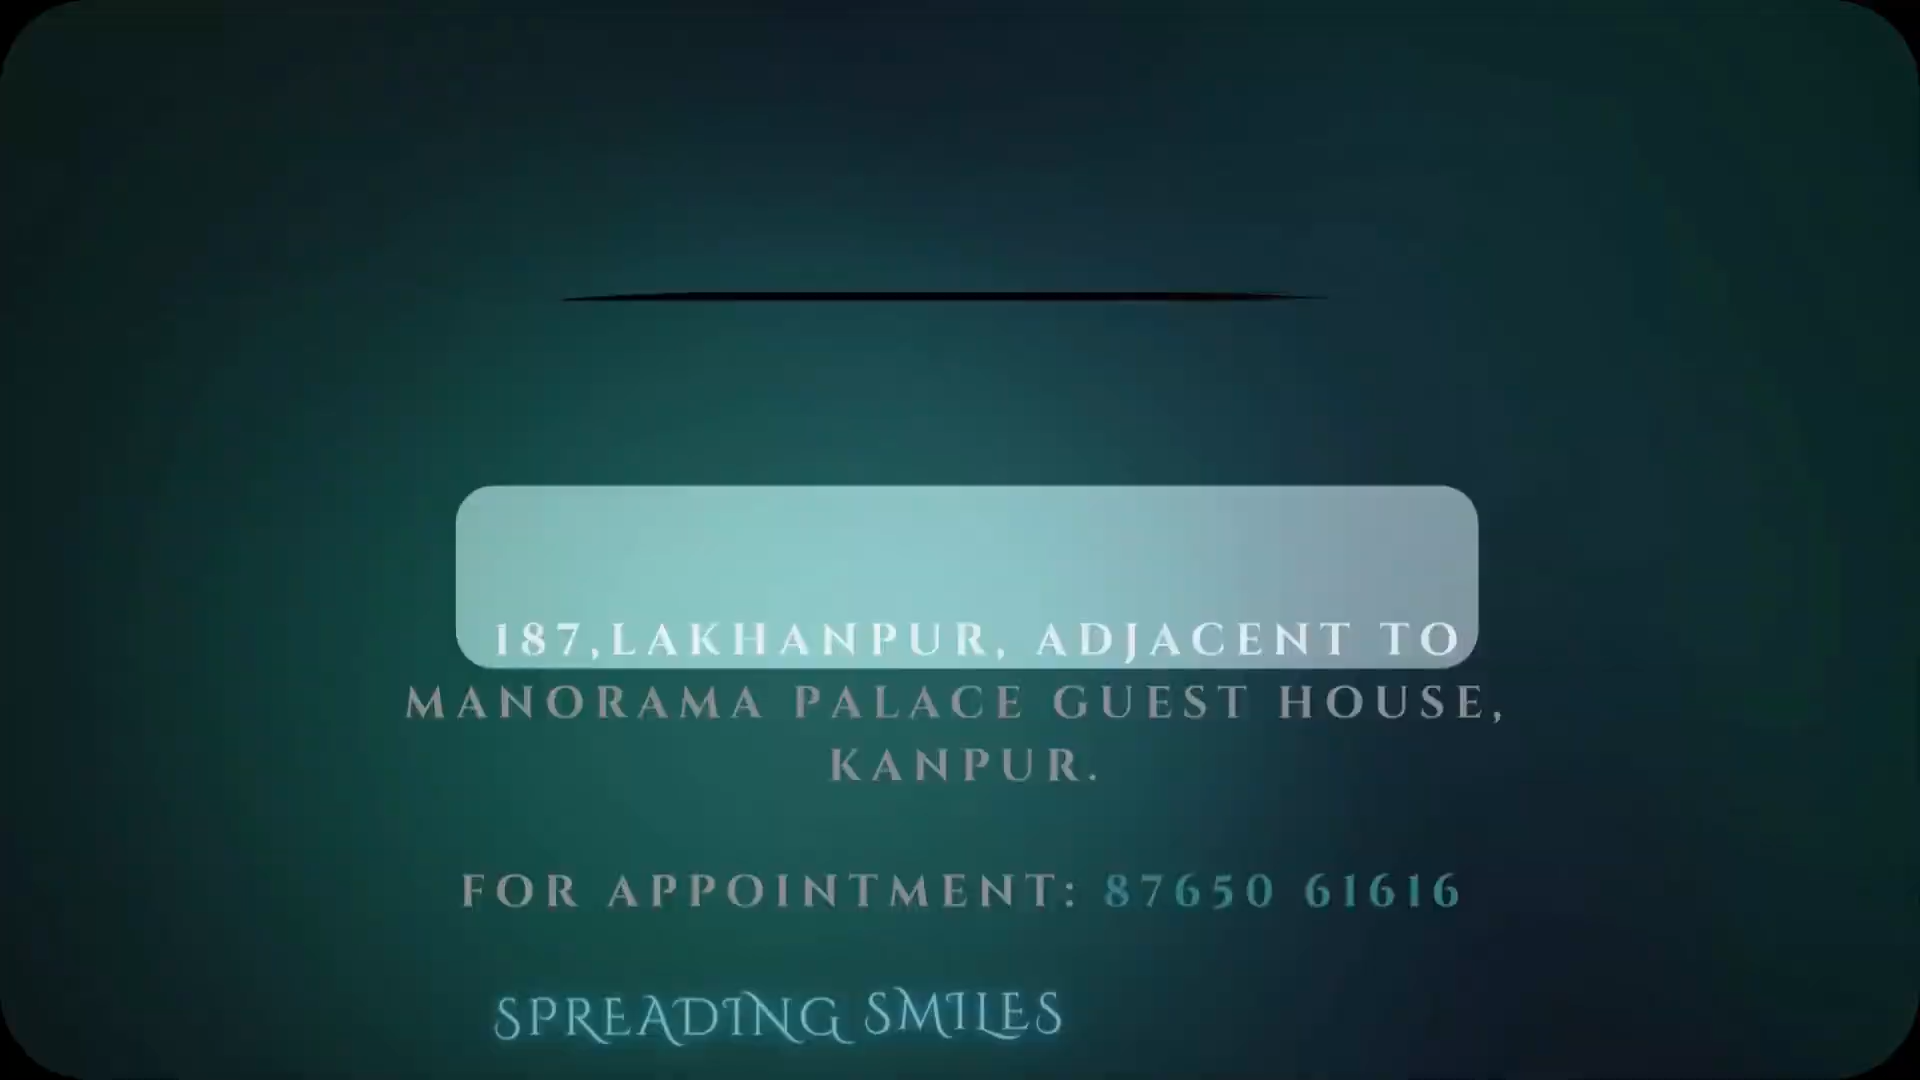 187,LAKHANPUR, ADJACENT TO
MANORAMA PALACE GUEST HOUSE,
KANPUR.
FOR APPOINTMENT: 87650 61616
SPREADING SMILES